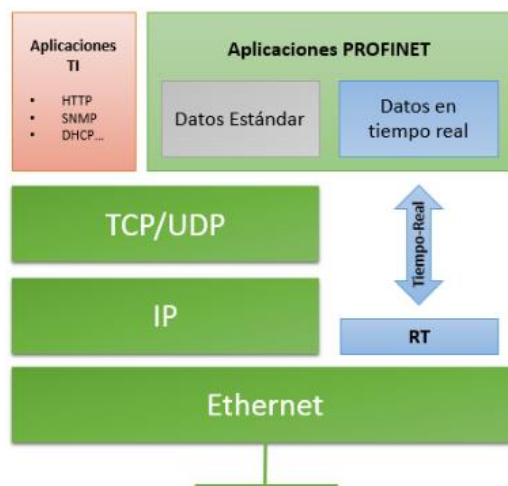 Aplicaciones
TI
• HTTP
• SNMP
• DHCP...
Aplicaciones PROFINET
Datos Estándar
Datos en
tiempo real
TCP/UDP
Tiempo-Real
IP
RT
Ethernet